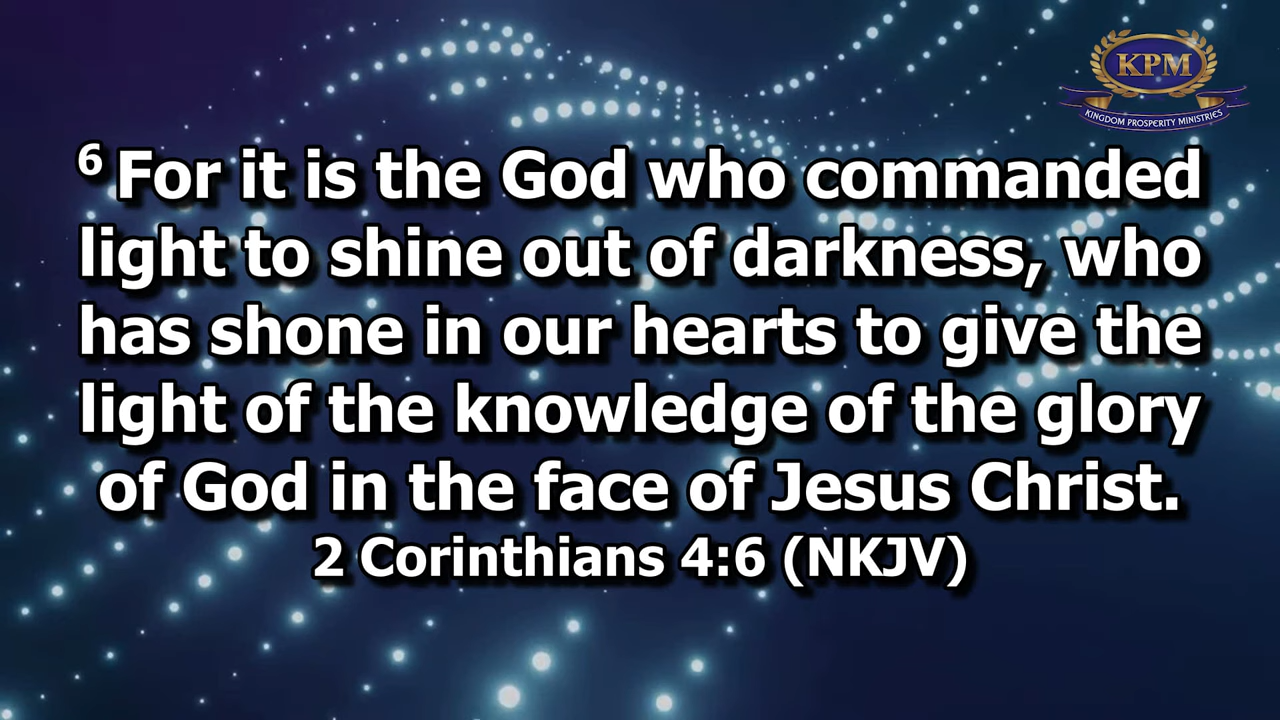 KPM
KINGDOM PROSPERITY MINISTRIES
6 For it is the God who commanded
light to shine out of darkness, who
has shone in our hearts to give the
light of the knowledge of the glory
of God in the face of Jesus Christ.
2 Corinthians 4:6 (NKJV)